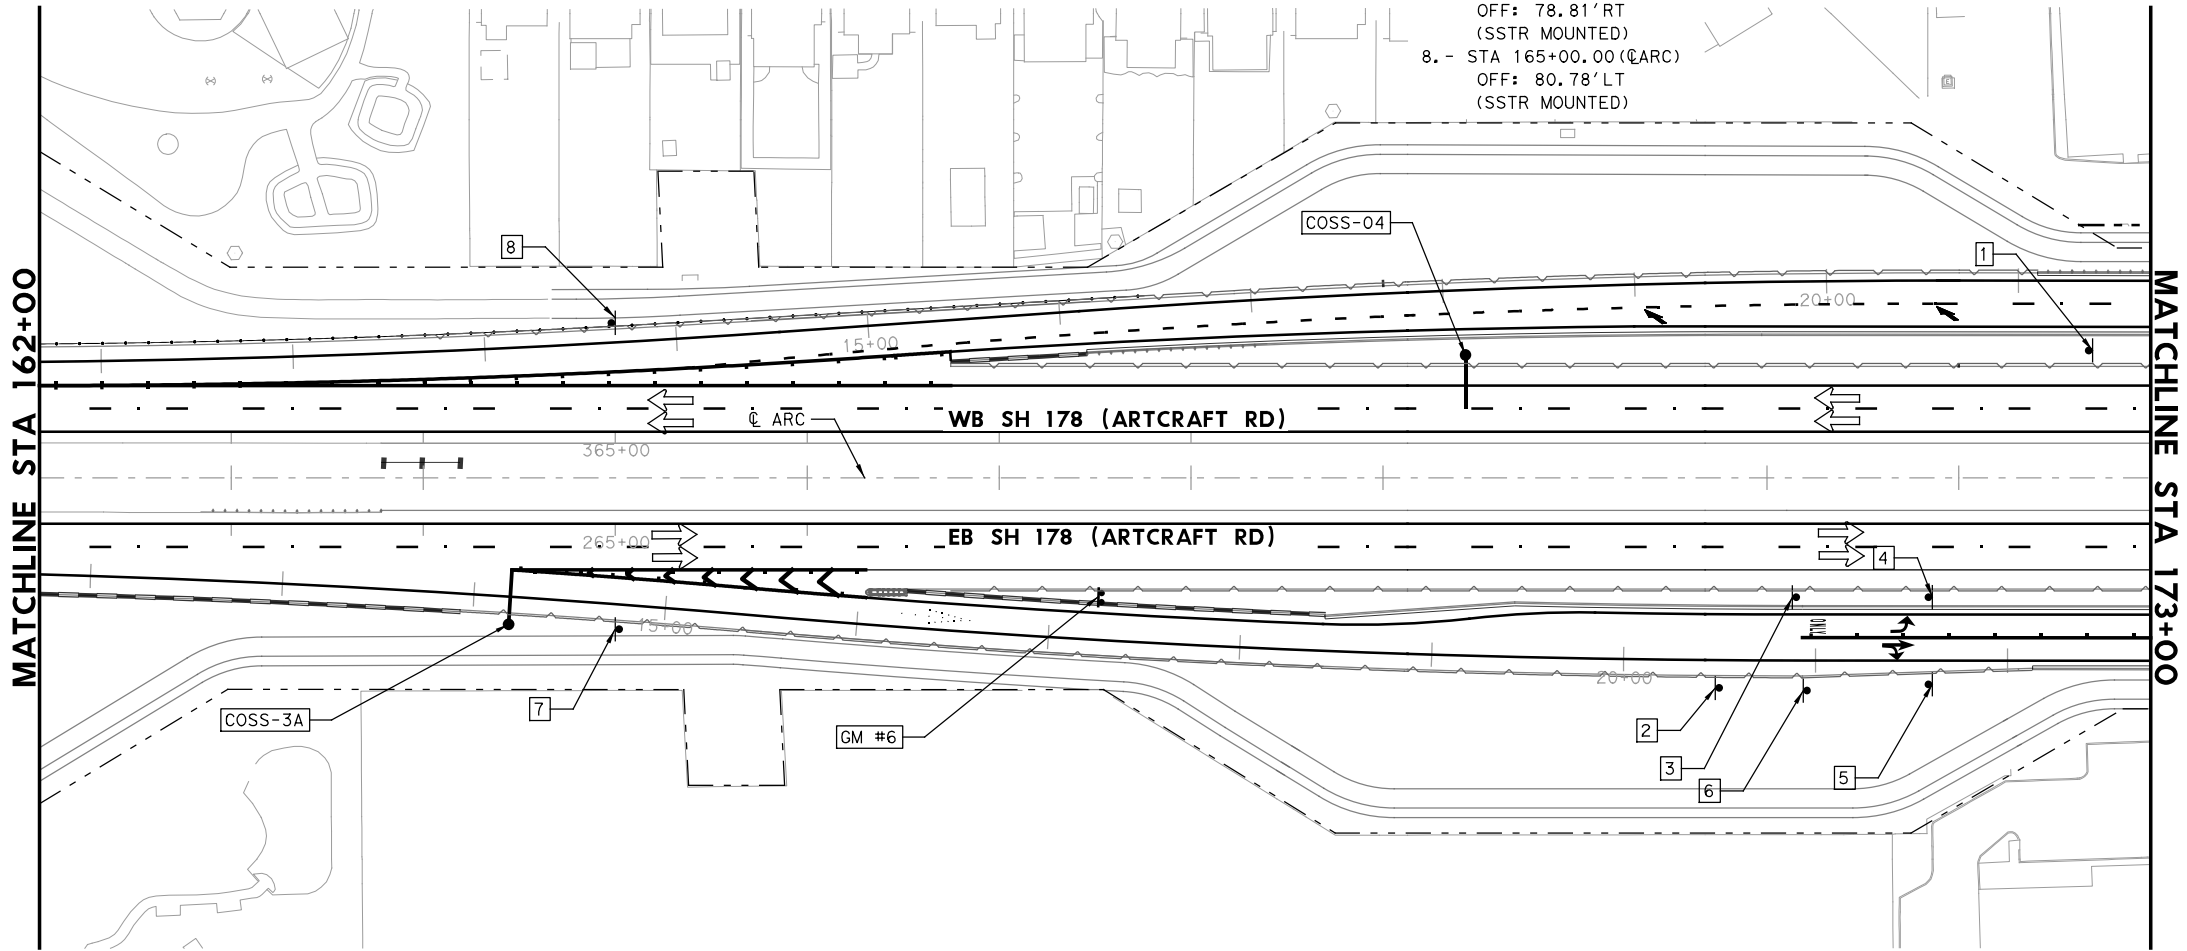 OFF: 78.81'RT
(SSTR MOUNTED)
8.- STA 165+00.00(℄ARC)
OFF: 80.78'LT
(SSTR MOUNTED)
COSS-04
8
1
MATCHLINE STA 162+00
MATCHLINE STA 173+00
20+00
15+00
℄ ARC
WB SH 178 (ARTCRAFT RD)
365+00
EB SH 178 (ARTCRAFT RD)
265+00
4
15+00
ONLY
20+00
COSS-3A
7
GM #6
2
3
6
5